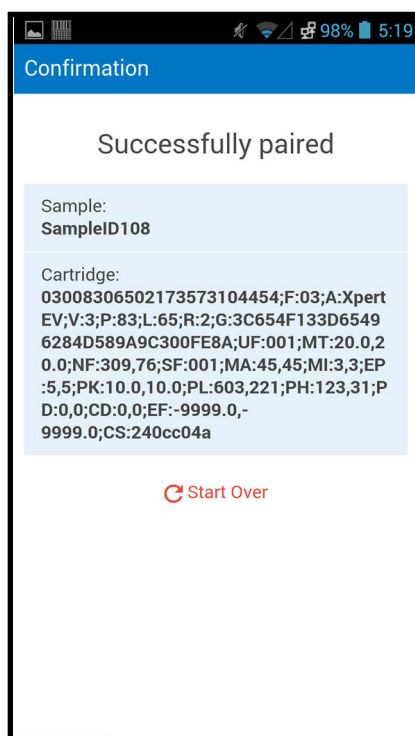 98% 5:19
Confirmation
Successfully paired
Sample:
SampleID108
Cartridge:
03008306502173573104454;F:03;A:Xpert
EV;V:3;P:83;L:65;R:2;G:3C654F133D6549
6284D589A9C300FE8A;UF:001;MT:20.0,2
0.0;NF:309,76;SF:001;MA:45,45;MI:3,3;EP
:5,5;PK:10.0,10.0;PL:603,221;PH:123,31;P
D:0,0;CD:0,0;EF:-9999.0,-
9999.0;CS:240cc04a
Start Over